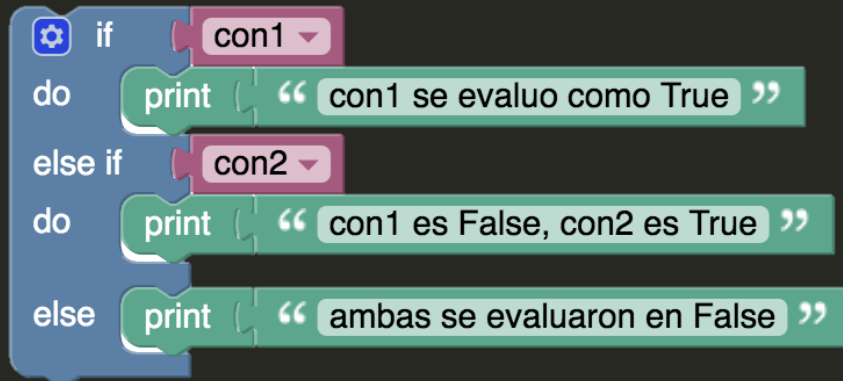 if con1
do print “ con1 se evaluo como True ”
else if con2
do print “ con1 es False, con2 es True ”
else print “ ambas se evaluaron en False ”